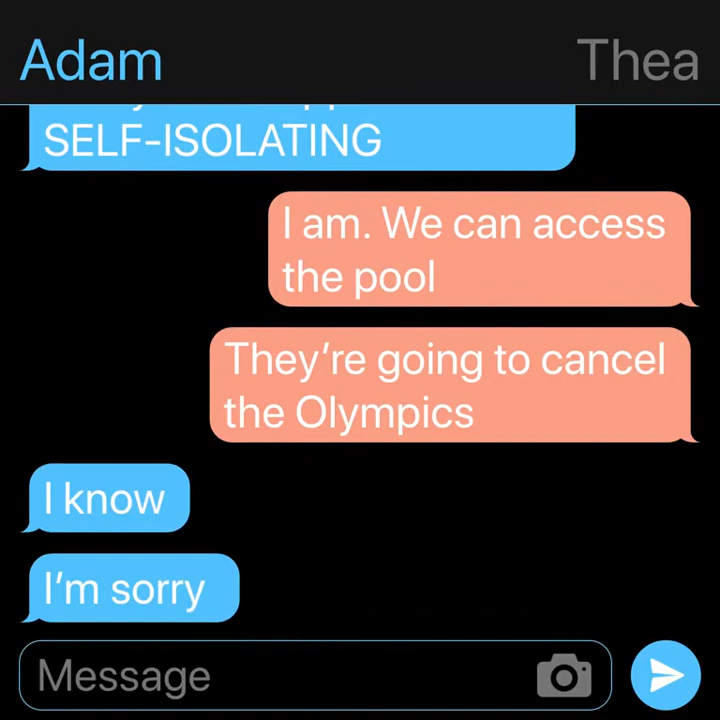 Adam Thea
SELF-ISOLATING
I am. We can access
the pool
They're going to cancel
the Olympics
I know
I'm sorry
Message